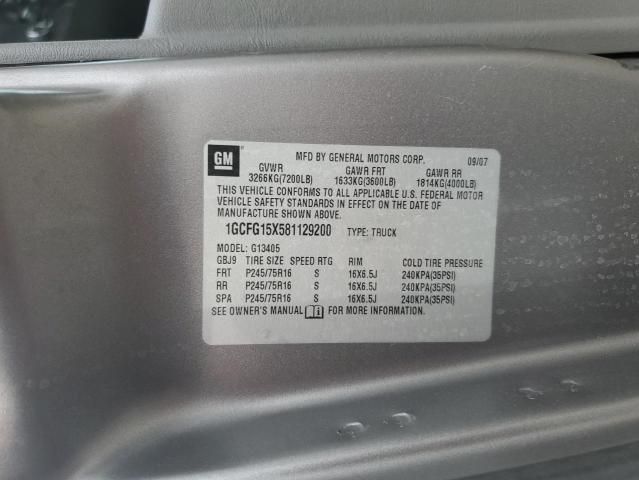 GM
MFD BY GENERAL MOTORS CORP. 09/07
GVWR GAWR FRT GAWR RR
3266KG(7200LB) 1633KG(3600LB) 1814KG(4000LB)
THIS VEHICLE CONFORMS TO ALL APPLICABLE U.S. FEDERAL MOTOR
VEHICLE SAFETY STANDARDS IN EFFECT ON THE DATE OF
MANUFACTURE SHOWN ABOVE.
1GCFG15X581129200 TYPE: TRUCK
MODEL: G13405
GBJ9 TIRE SIZE SPEED RTG RIM COLD TIRE PRESSURE
FRT P245/75R16 S 16X6.5J 240KPA(35PSI)
RR P245/75R16 S 16X6.5J 240KPA(35PSI)
SPA P245/75R16 S 16X6.5J 240KPA(35PSI)
SEE OWNER'S MANUAL FOR MORE INFORMATION.